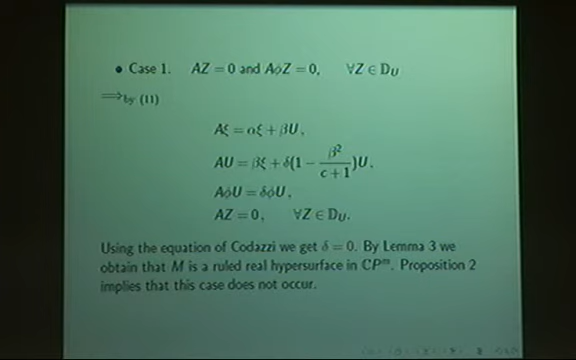 • Case 1.   AZ = 0 and AϕZ = 0,   ∀Z ∈ D_U
⟹ by (11)
Aξ = αξ + βU,
AU = βξ + δ(1 − β²/(c+1))U,
AϕU = δϕU,
AZ = 0,   ∀Z ∈ D_U.
Using the equation of Codazzi we get δ = 0. By Lemma 3 we
obtain that M is a ruled real hypersurface in CPᵐ. Proposition 2
implies that this case does not occur.